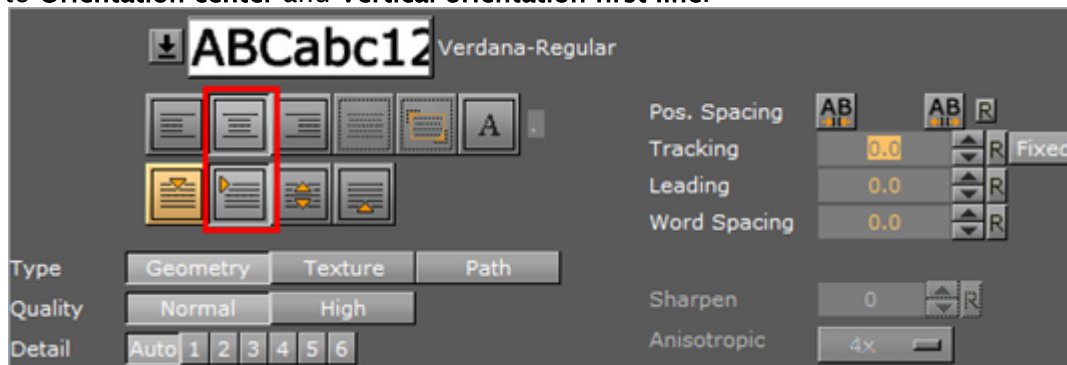 to Orientation center and Vertical orientation first line.
ABCabc12 Verdana-Regular
A .
Pos. Spacing AB AB R
Tracking 0.0 R Fixed
Leading 0.0 R
Word Spacing 0.0 R
Type Geometry Texture Path
Quality Normal High
Detail Auto 1 2 3 4 5 6
Sharpen 0 R
Anisotropic 4x